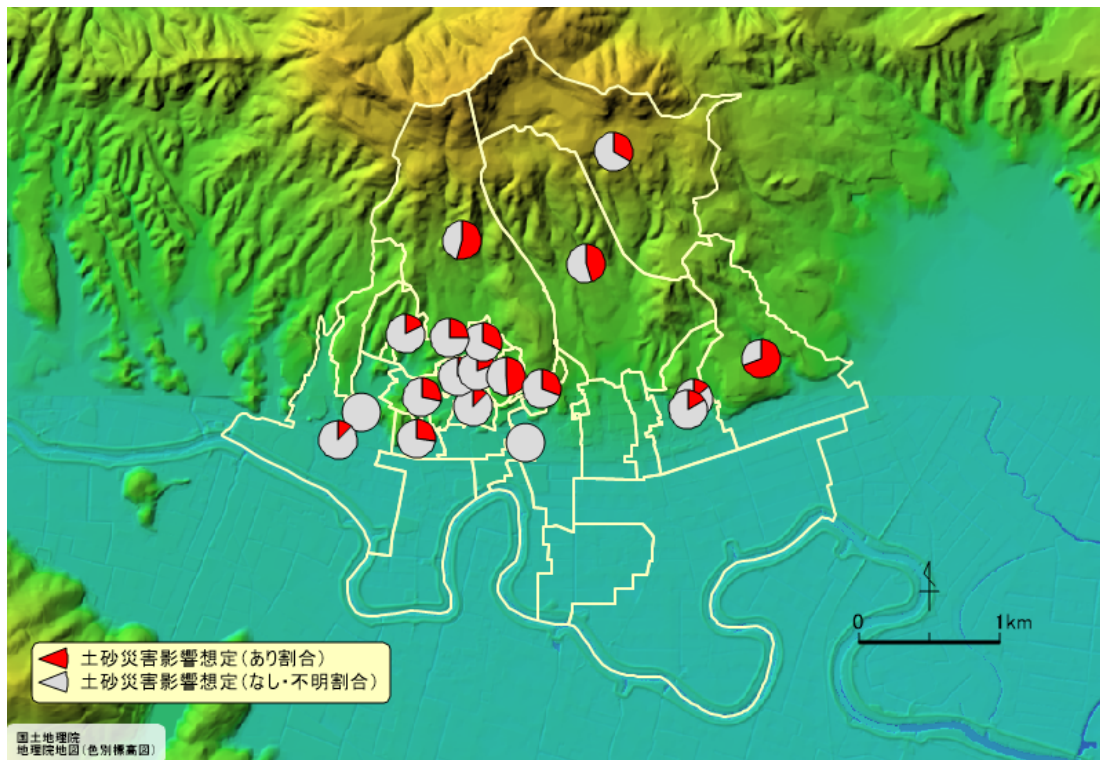 0 1km
土砂災害影響想定(あり割合)
土砂災害影響想定(なし・不明割合)
国土地理院
地理院地図(色別標高図)